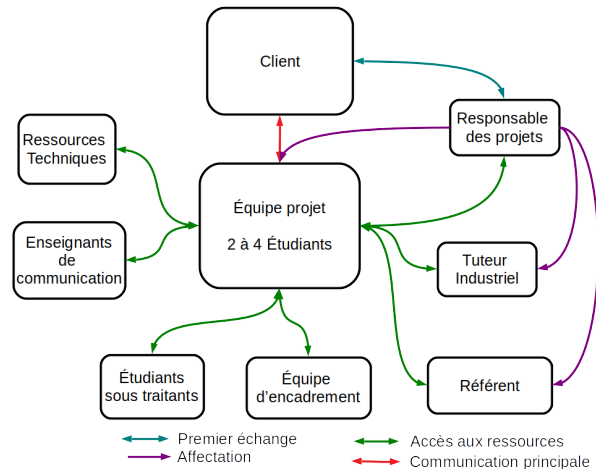 Client
Responsable
des projets
Ressources
Techniques
Équipe projet
2 à 4 Étudiants
Enseignants
de
communication
Tuteur
Industriel
Étudiants
sous traitants
Équipe
d'encadrement
Référent
Premier échange
Affectation
Accès aux ressources
Communication principale